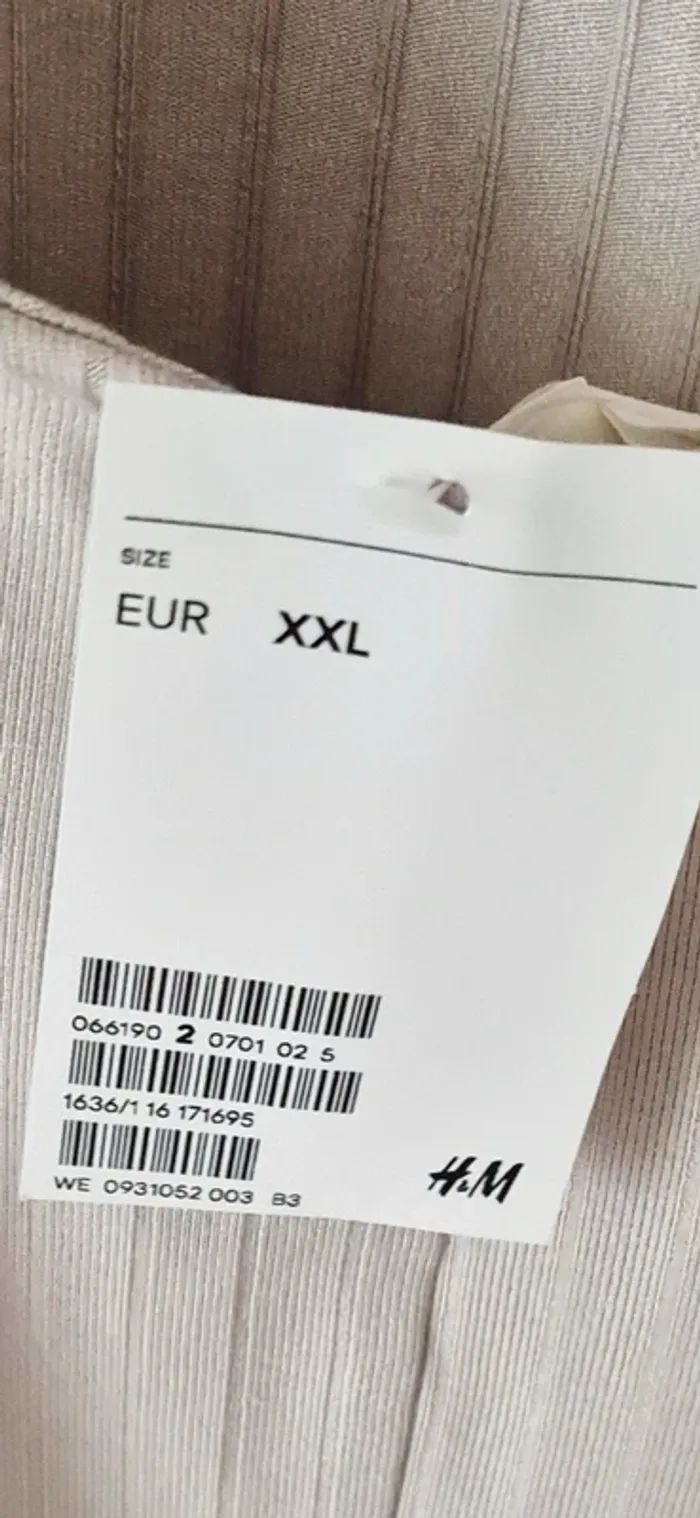 SIZE
EUR XXL
066190 2 0701 02 5
1636/1 16 171695
WE 0931052 003 B3
H&M